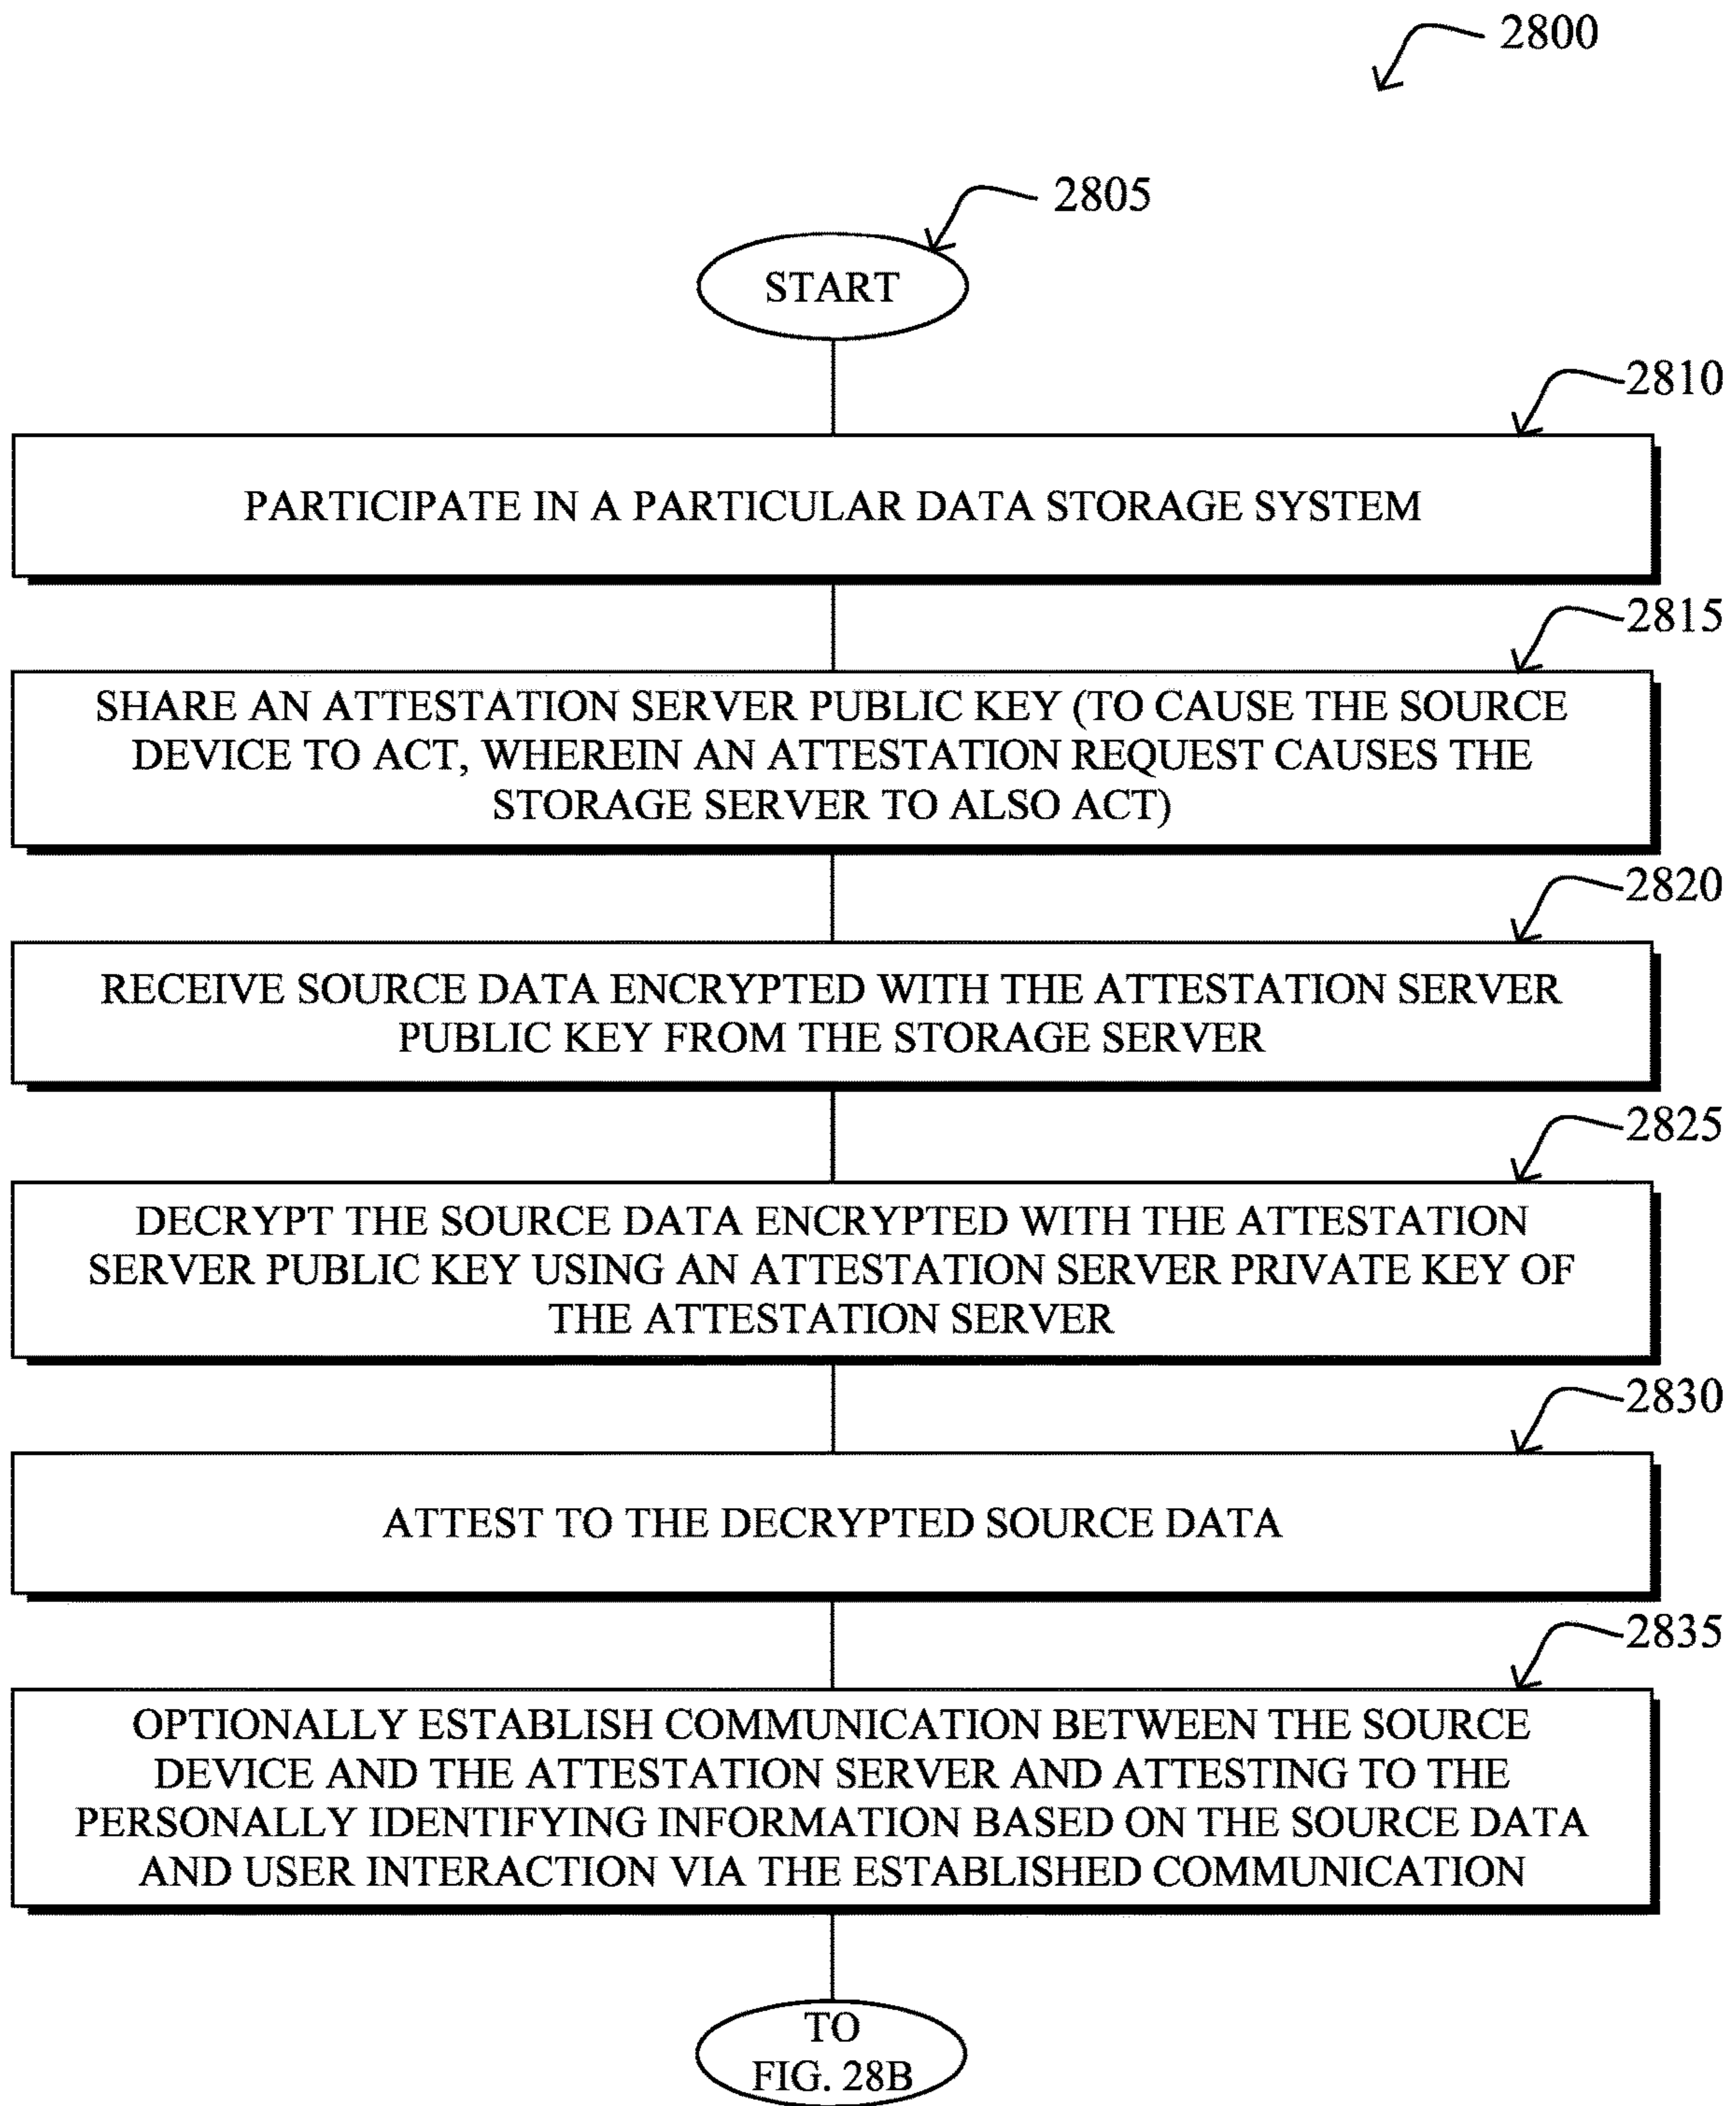 2800
2805
START
2810
PARTICIPATE IN A PARTICULAR DATA STORAGE SYSTEM
2815
SHARE AN ATTESTATION SERVER PUBLIC KEY (TO CAUSE THE SOURCE
DEVICE TO ACT, WHEREIN AN ATTESTATION REQUEST CAUSES THE
STORAGE SERVER TO ALSO ACT)
2820
RECEIVE SOURCE DATA ENCRYPTED WITH THE ATTESTATION SERVER
PUBLIC KEY FROM THE STORAGE SERVER
2825
DECRYPT THE SOURCE DATA ENCRYPTED WITH THE ATTESTATION
SERVER PUBLIC KEY USING AN ATTESTATION SERVER PRIVATE KEY OF
THE ATTESTATION SERVER
2830
ATTEST TO THE DECRYPTED SOURCE DATA
2835
OPTIONALLY ESTABLISH COMMUNICATION BETWEEN THE SOURCE
DEVICE AND THE ATTESTATION SERVER AND ATTESTING TO THE
PERSONALLY IDENTIFYING INFORMATION BASED ON THE SOURCE DATA
AND USER INTERACTION VIA THE ESTABLISHED COMMUNICATION
TO
FIG. 28B